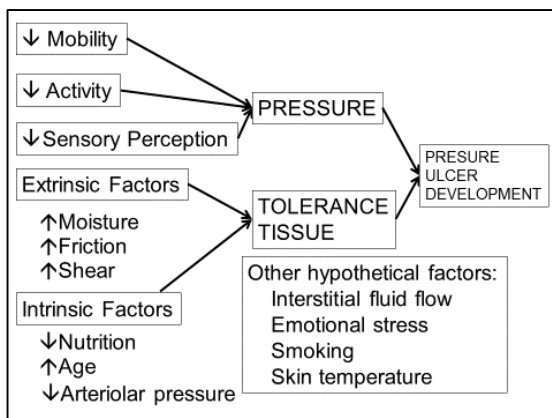 ↓ Mobility
↓ Activity
↓ Sensory Perception
PRESSURE
Extrinsic Factors
↑Moisture
↑Friction
↑Shear
Intrinsic Factors
↓Nutrition
↑Age
↓Arteriolar pressure
TOLERANCE
TISSUE
PRESURE
ULCER
DEVELOPMENT
Other hypothetical factors:
Interstitial fluid flow
Emotional stress
Smoking
Skin temperature